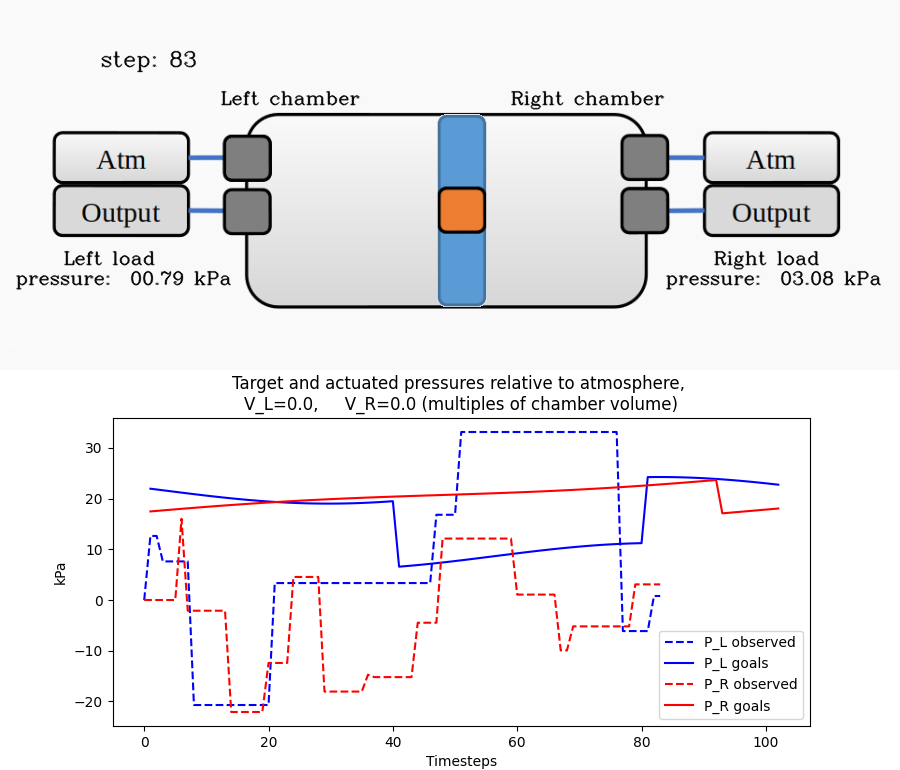 step: 83
Left chamber
Right chamber
Atm
Atm
Output
Output
Left load
pressure: 00.79 kPa
Right load
pressure: 03.08 kPa
Target and actuated pressures relative to atmosphere,
V_L=0.0, V_R=0.0 (multiples of chamber volume)
kPa
30
20
10
0
−10
−20
0
20
40
60
80
100
Timesteps
P_L observed
P_L goals
P_R observed
P_R goals